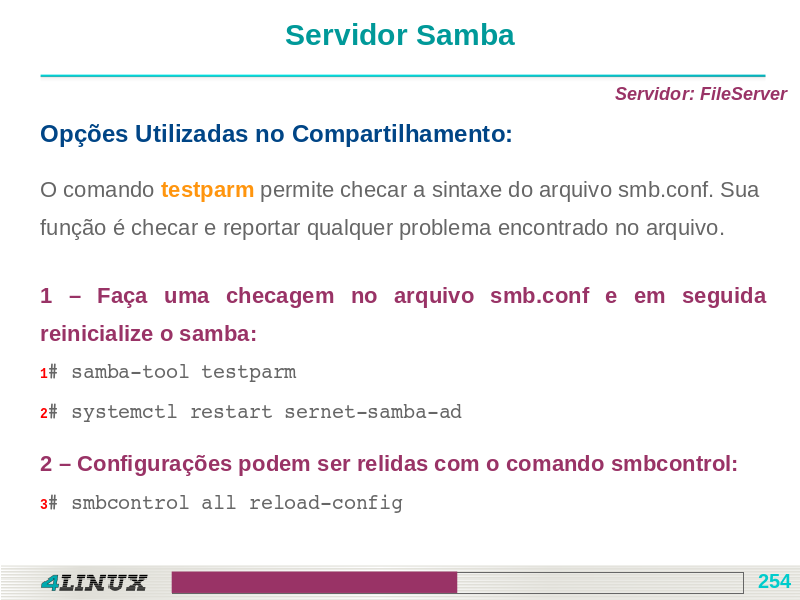 Servidor Samba
Servidor: FileServer
Opções Utilizadas no Compartilhamento:
O comando testparm permite checar a sintaxe do arquivo smb.conf. Sua
função é checar e reportar qualquer problema encontrado no arquivo.
1 – Faça uma checagem no arquivo smb.conf e em seguida
reinicialize o samba:
1# samba-tool testparm
2# systemctl restart sernet-samba-ad
2 – Configurações podem ser relidas com o comando smbcontrol:
3# smbcontrol all reload-config
4LINUX
254